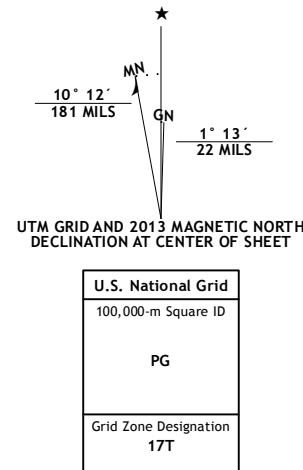 ★
MN
10° 12´
181 MILS
GN
1° 13´
22 MILS
UTM GRID AND 2013 MAGNETIC NORTH
DECLINATION AT CENTER OF SHEET
U.S. National Grid
100,000-m Square ID
PG
Grid Zone Designation
17T